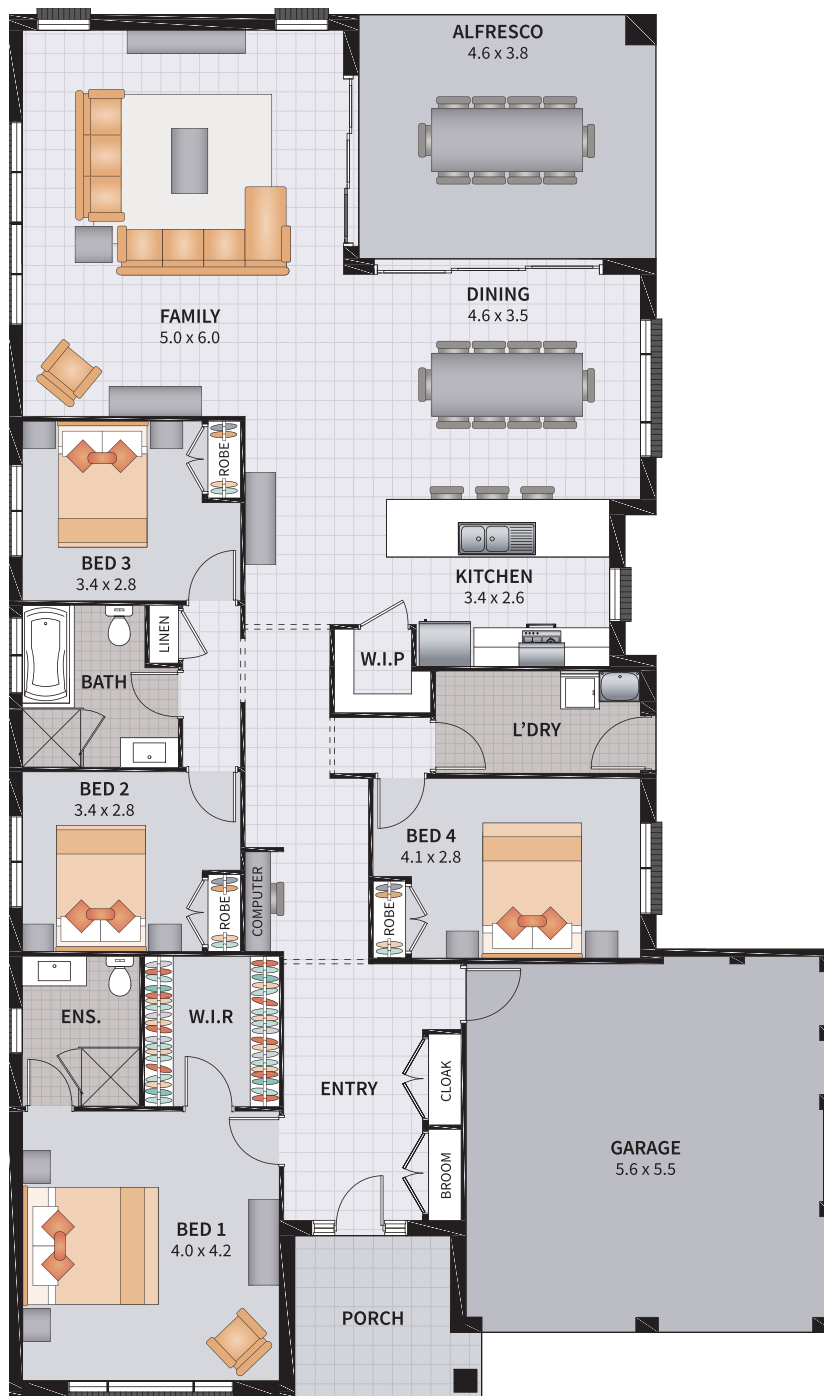 ALFRESCO
4.6 x 3.8
DINING
4.6 x 3.5
FAMILY
5.0 x 6.0
ROBE
BED 3
3.4 x 2.8
KITCHEN
3.4 x 2.6
LINEN
W.I.P
BATH
L’DRY
BED 2
3.4 x 2.8
BED 4
4.1 x 2.8
ROBE
COMPUTER
ROBE
ENS.
W.I.R
ENTRY
CLOAK
GARAGE
5.6 x 5.5
BROOM
BED 1
4.0 x 4.2
PORCH